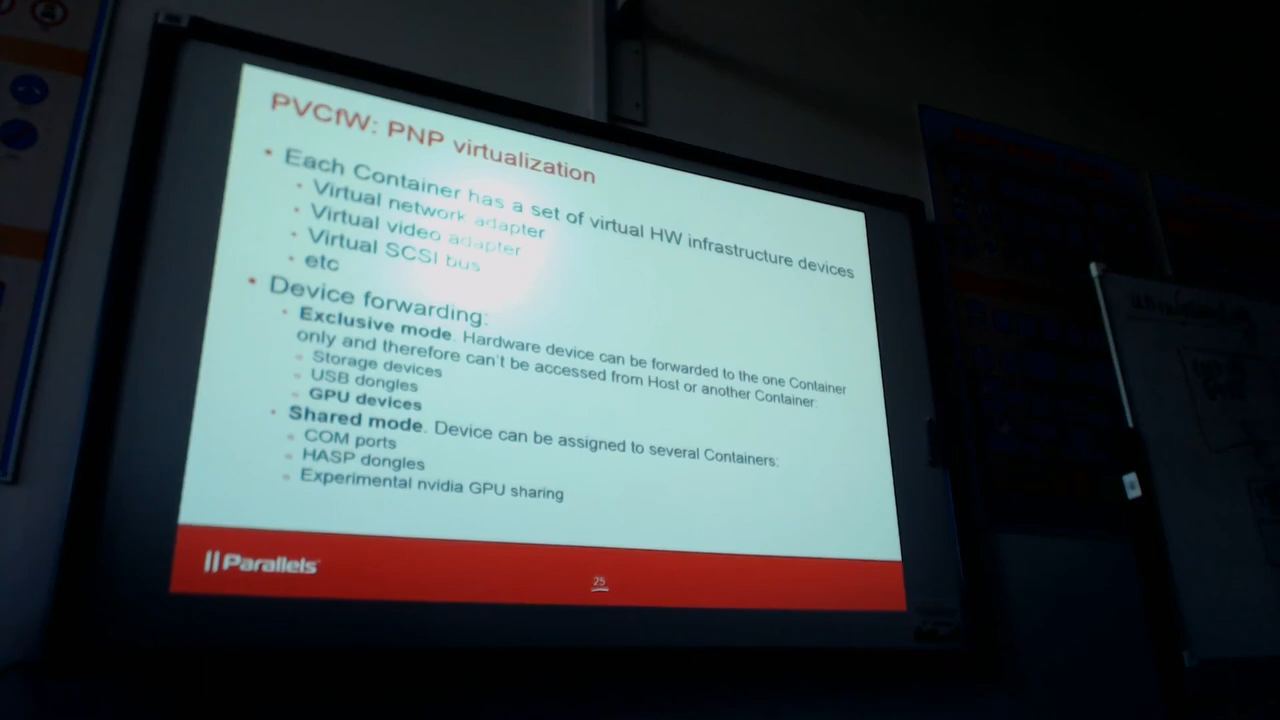 PVCfW: PNP virtualization
• Each Container has a set of virtual HW infrastructure devices
• Virtual network adapter
• Virtual video adapter
• Virtual SCSI bus
• etc
• Device forwarding:
• Exclusive mode. Hardware device can be forwarded to the one Container
only and therefore can't be accessed from Host or another Container:
Storage devices
USB dongles
GPU devices
• Shared mode. Device can be assigned to several Containers:
COM ports
HASP dongles
Experimental nvidia GPU sharing
Parallels
25